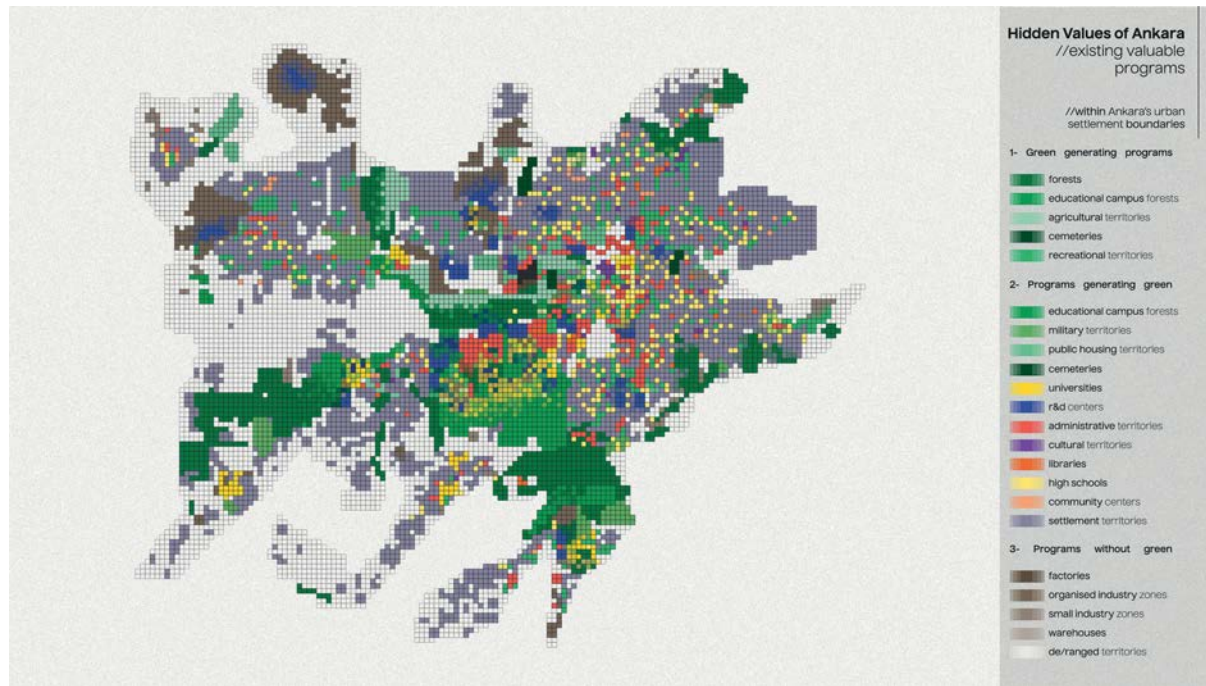 Hidden Values of Ankara
//existing valuable
programs
//within Ankara's urban
settlement boundaries
1- Green generating programs
forests
educational campus forests
agricultural territories
cemeteries
recreational territories
2- Programs generating green
educational campus forests
military territories
public housing territories
cemeteries
universities
r&d centers
administrative territories
cultural territories
libraries
high schools
community centers
settlement territories
3- Programs without green
factories
organised industry zones
small industry zones
warehouses
de/ranged territories